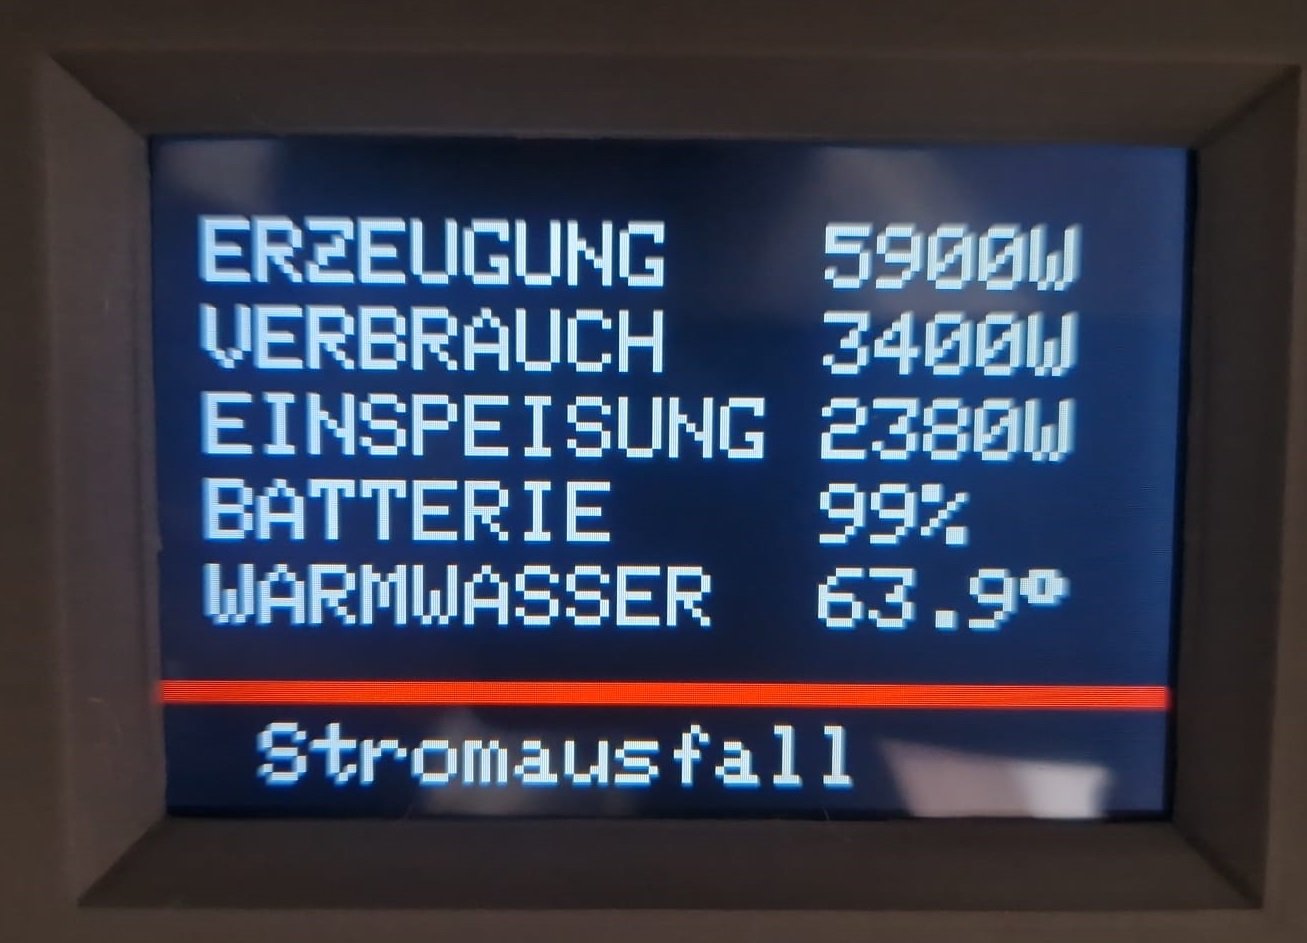 ERZEUGUNG 5900W
VERBRAUCH 3400W
EINSPEISUNG 2380W
BATTERIE 99%
WARMWASSER 63.9°
Stromausfall